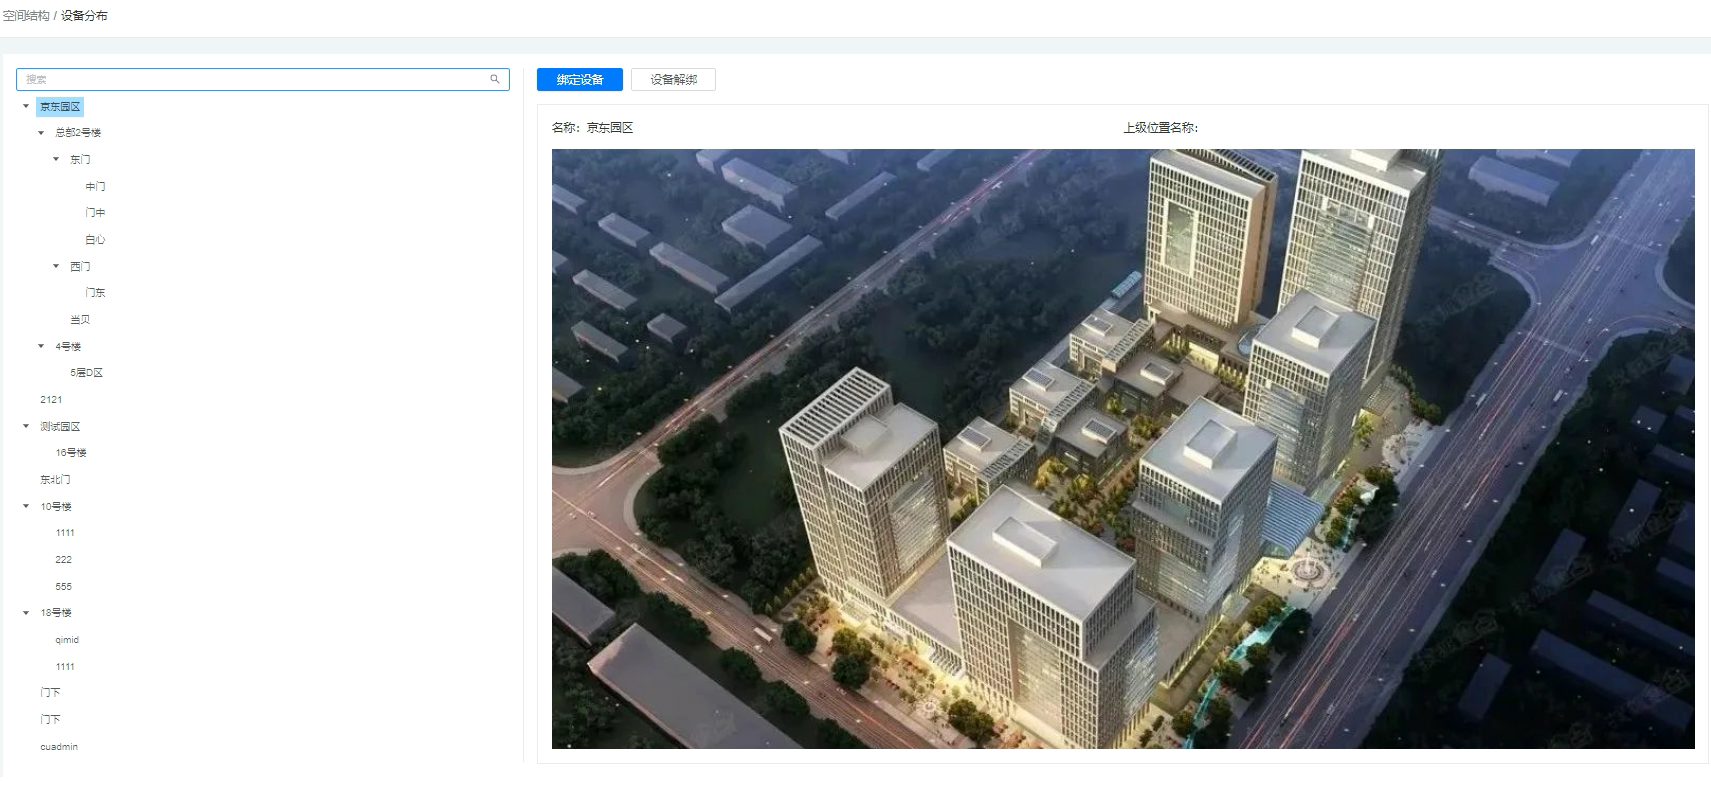 空间结构 / 设备分布
搜索
京东园区
总部2号楼
东门
中门
门中
白心
西门
门东
当贝
4号楼
5层D区
2121
测试园区
16号楼
东北门
10号楼
1111
222
555
18号楼
qimid
1111
门下
门下
cuadmin
绑定设备 设备解绑
名称：京东园区 上级位置名称：